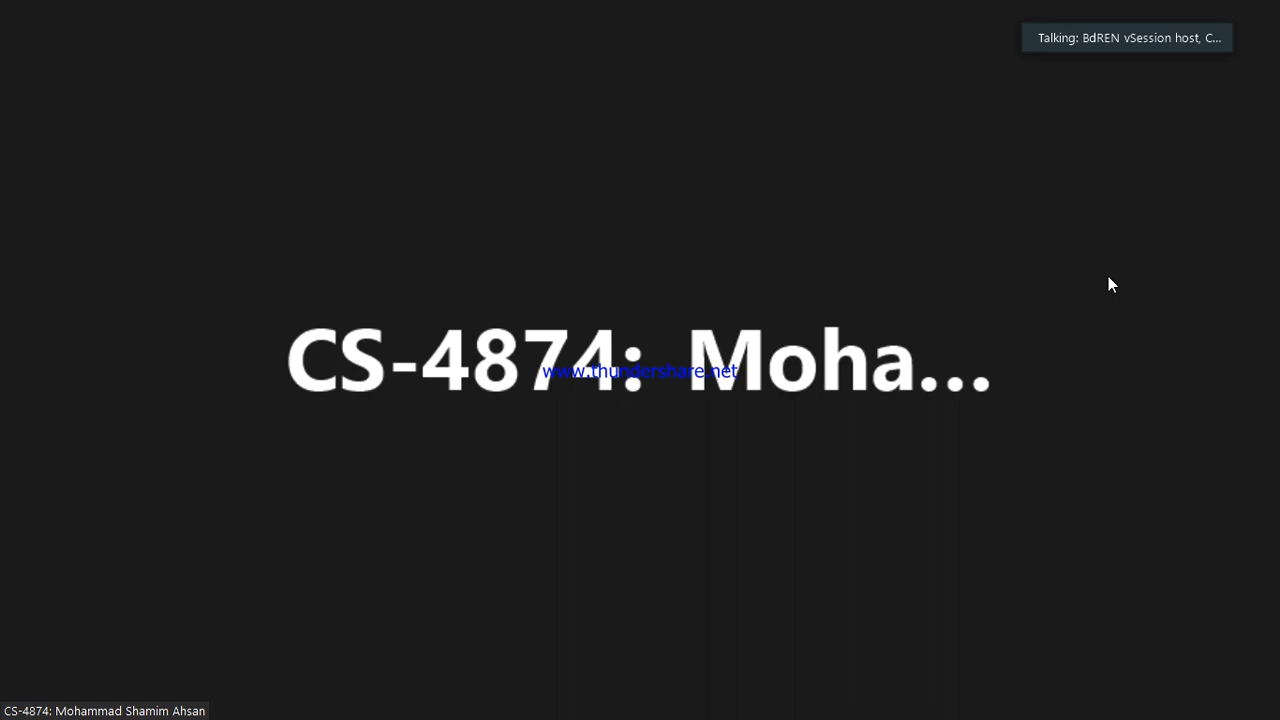 Talking: BdREN vSession host, C...
CS-4874: Moha...
www.thundershare.net
CS-4874: Mohammad Shamim Ahsan